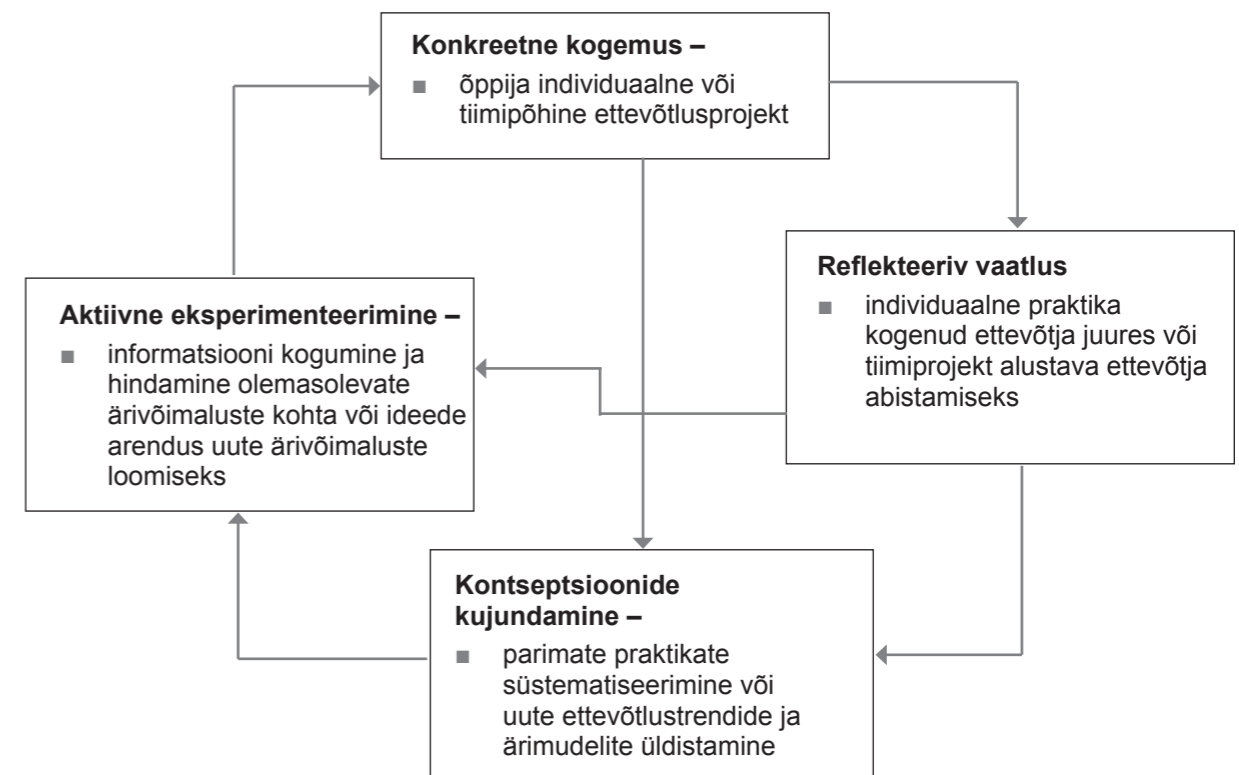 Konkreetne kogemus –
■ õppija individuaalne või
tiimipõhine ettevõtlusprojekt
Reflekteeriv vaatlus
■ individuaalne praktika
kogenud ettevõtja juures või
tiimiprojekt alustava ettevõtja
abistamiseks
Aktiivne eksperimenteerimine –
■ informatsiooni kogumine ja
hindamine olemasolevate
ärivõimaluste kohta või ideede
arendus uute ärivõimaluste
loomiseks
Kontseptsioonide
kujundamine –
■ parimate praktikate
süstematiseerimine või
uute ettevõtlustrendide ja
ärimudelite üldistamine